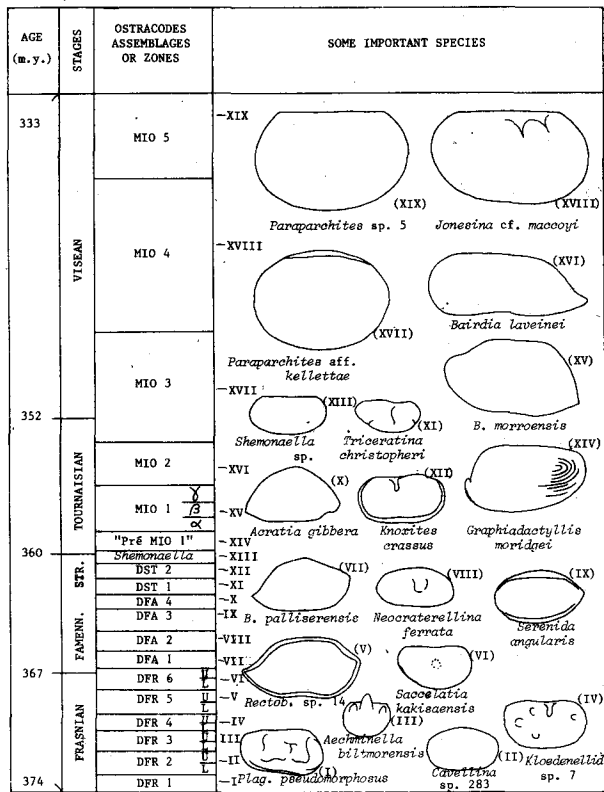 AGE
(m.y.)
STAGES
OSTRACODES
ASSEMBLAGES
OR ZONES
SOME IMPORTANT SPECIES
333
352
360
367
374
VISEAN
TOURNAISIAN
STR.
FAMENN.
FRASNIAN
MIO 5
MIO 4
MIO 3
MIO 2
MIO 1
γ
β
α
"Pré MIO 1"
Shemonaella
DST 2
DST 1
DFA 4
DFA 3
DFA 2
DFA 1
DFR 6 U L
DFR 5 U L
DFR 4 U L
DFR 3 U L
DFR 2 U L
DFR 1
XIX
XVIII
XVII
XVI
XV
XIV
XIII
XII
XI
X
IX
VIII
VII
VI
V
IV
III
II
I
(XIX)
Paraparchites sp. 5
(XVIII)
Jonesina cf. maccoyi
(XVII)
Paraparchites aff.
kellettae
(XVI)
Bairdia laveinei
(XV)
B. morroensis
(XIII)
Shemonaella
sp.
(XI)
Triceratina
christopheri
(XIV)
Graphiadactyllis
moridgei
(X)
Acratia gibbera
(XII)
Knoxites
crassus
(VII)
B. palliserensis
(VIII)
Neocraterellina
ferrata
(IX)
Serenida
angularis
(V)
Rectob. sp. 14
(VI)
Saccelatia
kakisaensis
(III)
Aechminella
biltmorensis
(IV)
Kloedenellid
sp. 7
(I)
Plag. pseudomorphosus
(II)
Cavellina
sp. 283